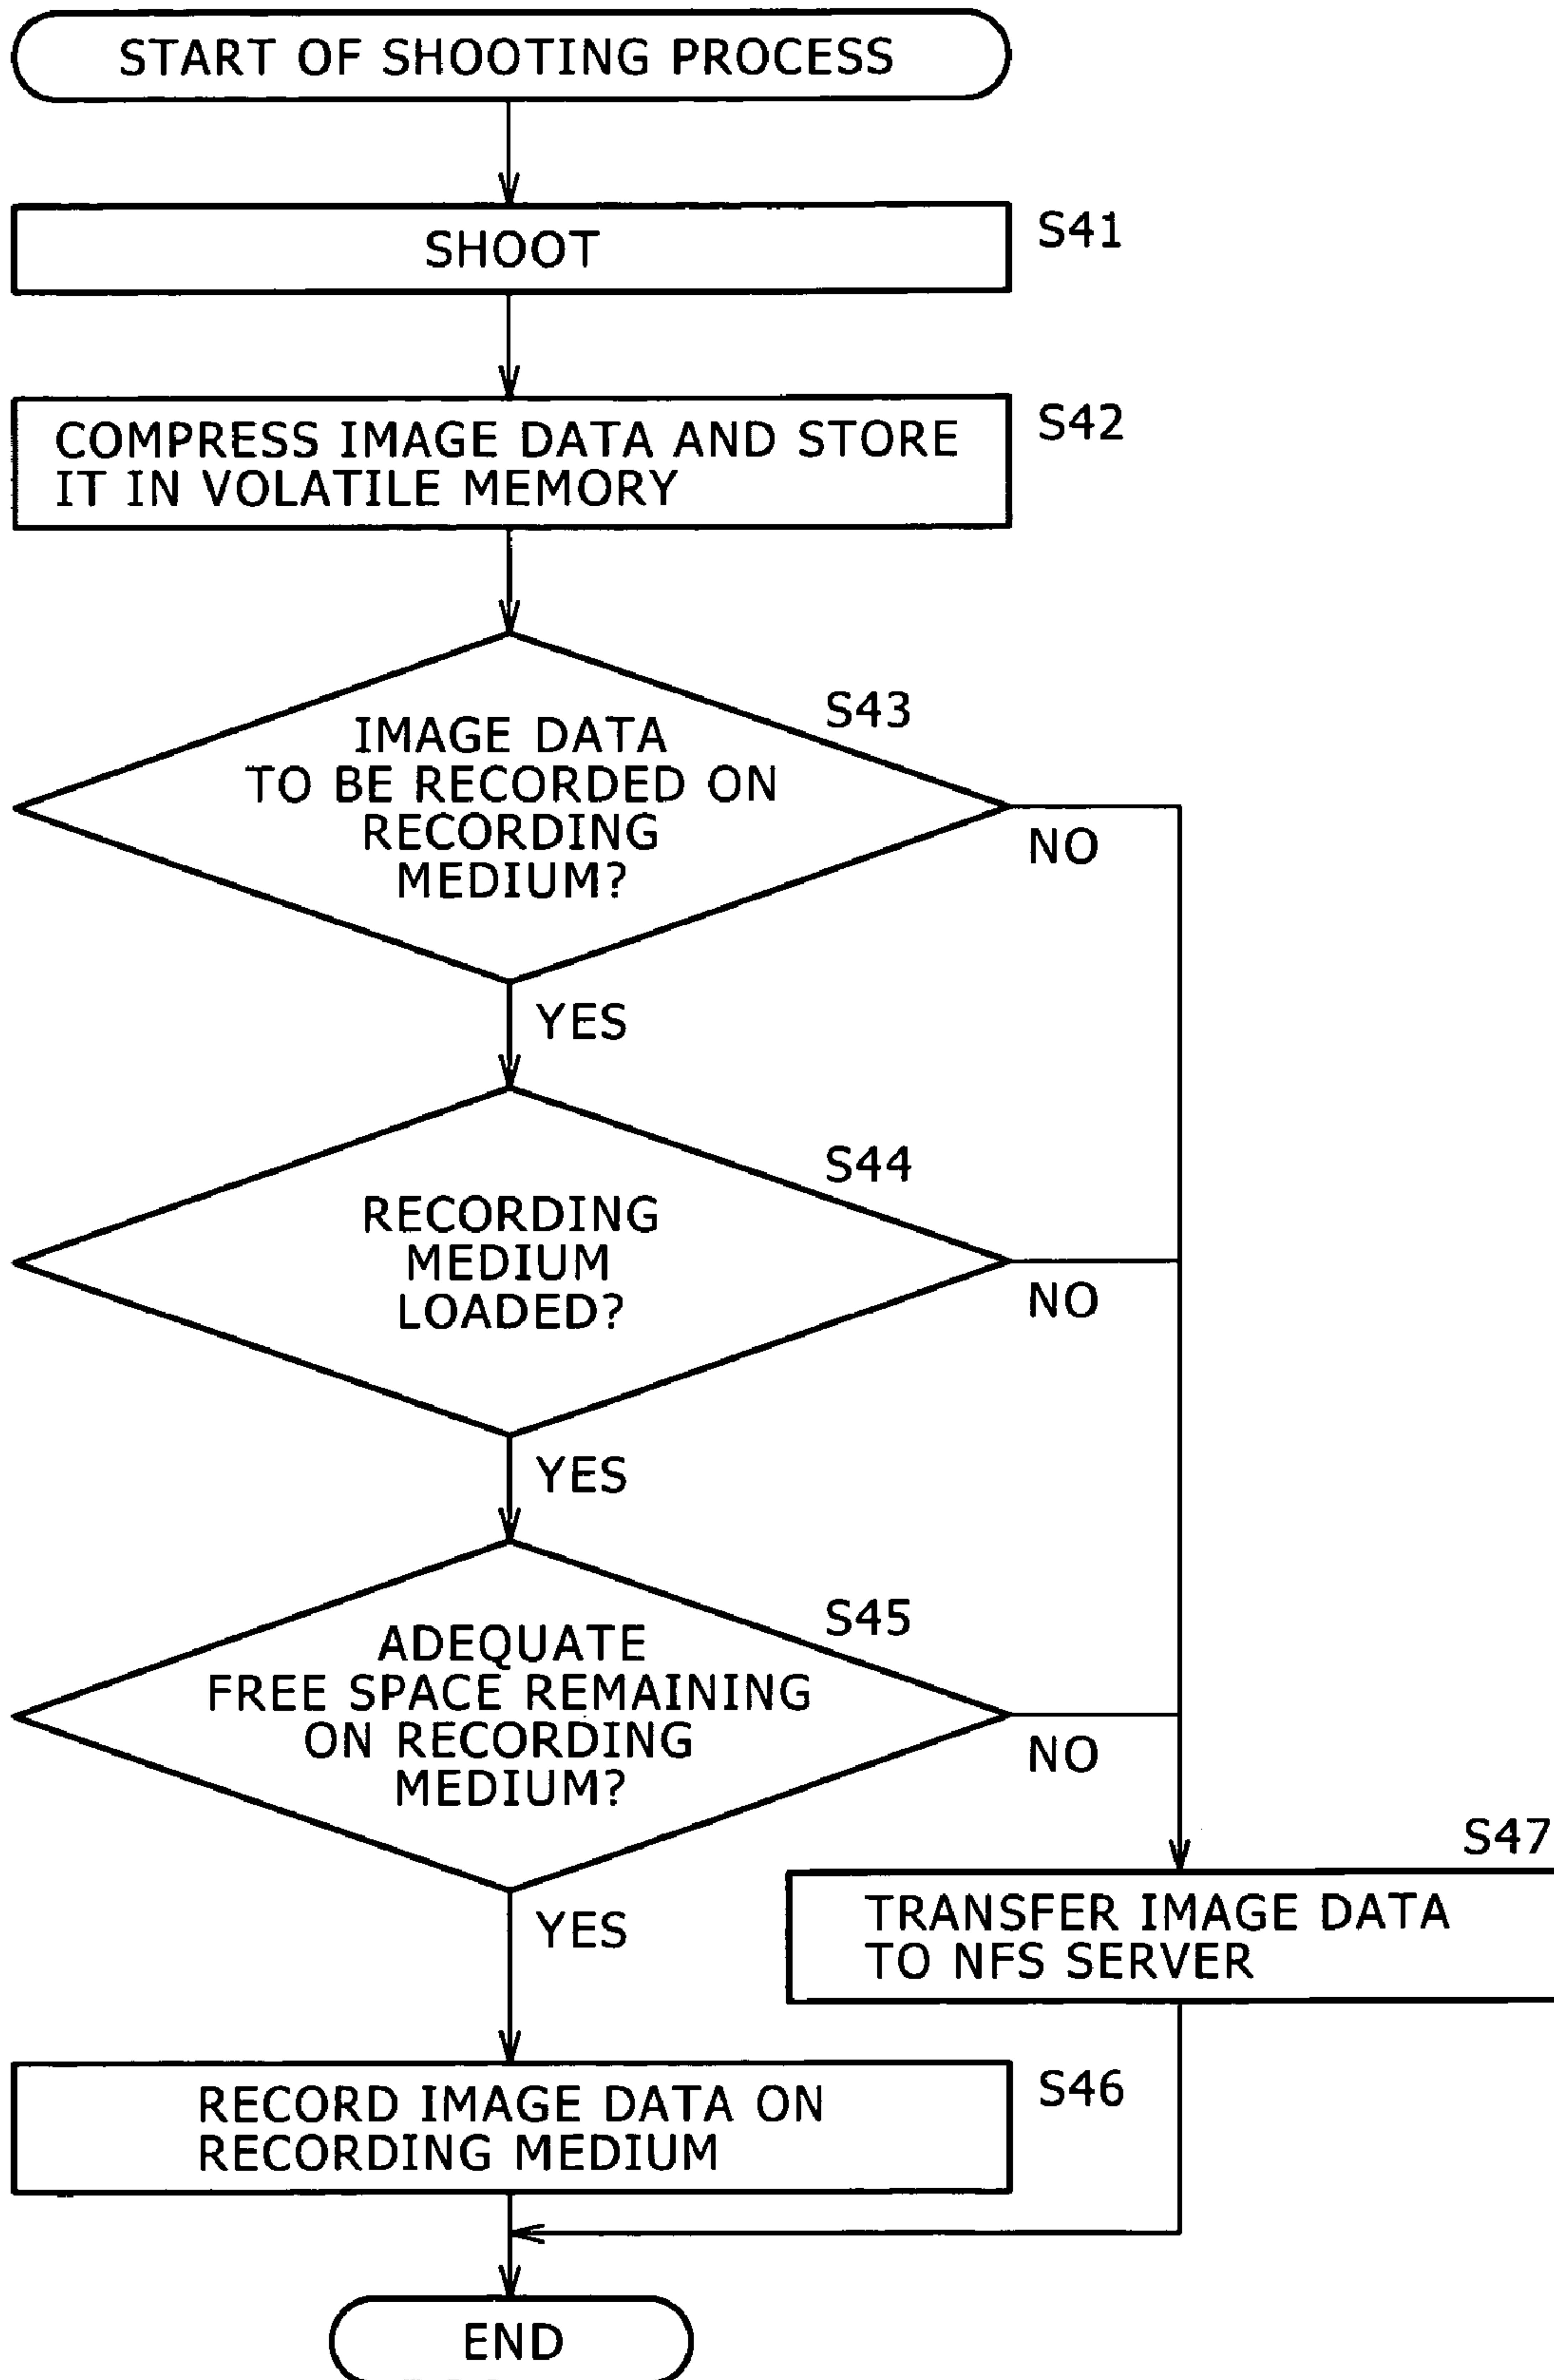 START OF SHOOTING PROCESS
SHOOT
S41
COMPRESS IMAGE DATA AND STORE
IT IN VOLATILE MEMORY
S42
S43
IMAGE DATA
TO BE RECORDED ON
RECORDING
MEDIUM?
NO
YES
S44
RECORDING
MEDIUM
LOADED?
NO
YES
S45
ADEQUATE
FREE SPACE REMAINING
ON RECORDING
MEDIUM?
NO
YES
S47
TRANSFER IMAGE DATA
TO NFS SERVER
RECORD IMAGE DATA ON
RECORDING MEDIUM
S46
END